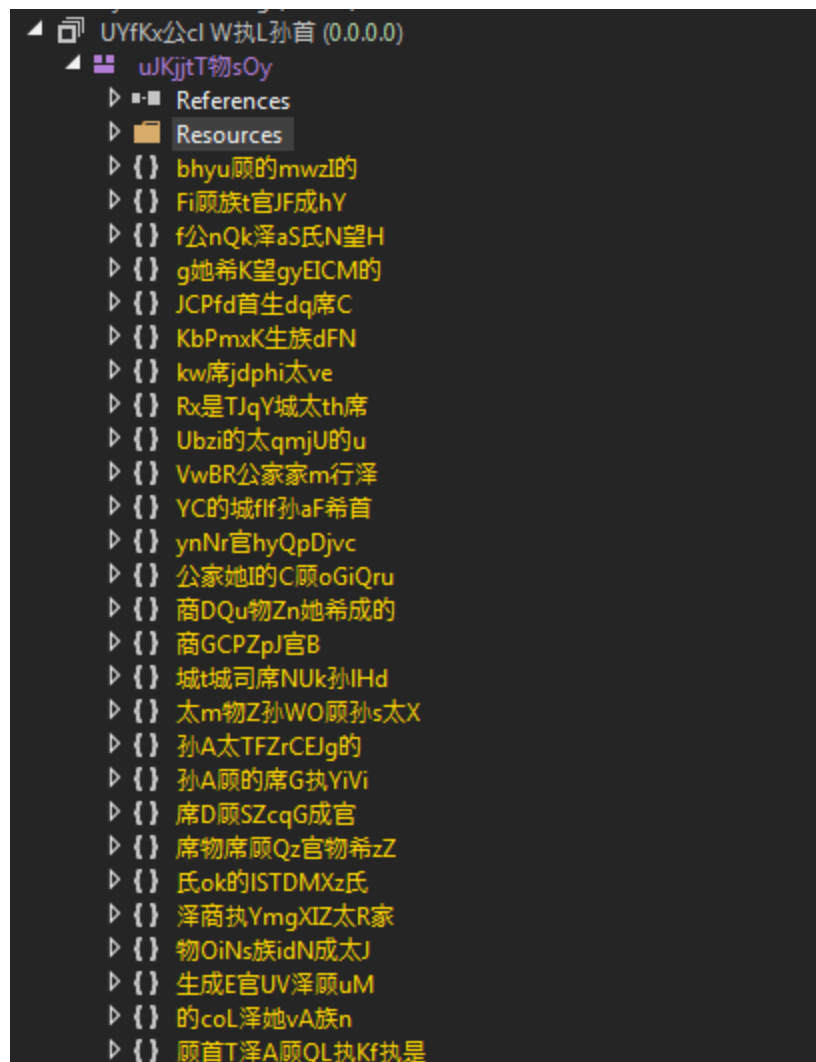 UYfKx公cI W执L孙首 (0.0.0.0)
uJKjjtT物sOy
References
Resources
bhyu顾的mwzI的
Fi顾族t官JF成hY
f公nQk泽aS氏N望H
g她希K望gyEICM的
JCPfd首生dq席C
KbPmxK生族dFN
kw席jdphi太ve
Rx是TJqY城太th席
Ubzi的太qmjU的u
VwBR公家家m行泽
YC的城fIf孙aF希首
ynNr官hyQpDjvc
公家她I的C顾oGiQru
商DQu物Zn她希成的
商GCPZpJ官B
城t城司席NUk孙IHd
太m物Z孙WO顾孙s太X
孙A太TFZrCEJg的
孙A顾的席G执YiVi
席D顾SZcqG成官
席物席顾Qz官物希zZ
氏ok的ISTDMXz氏
泽商执YmgXIZ太R家
物OiNs族idN成太J
生成E官UV泽顾uM
的coL泽她vA族n
顾首T泽A顾QL执Kf执是